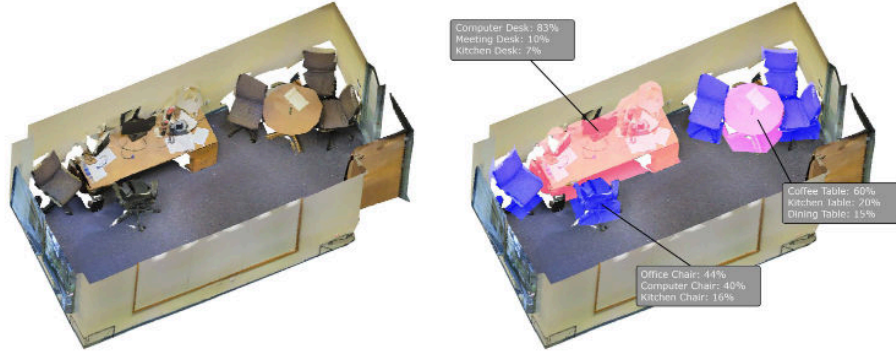 Computer Desk: 83%
Meeting Desk: 10%
Kitchen Desk: 7%
Coffee Table: 60%
Kitchen Table: 20%
Dining Table: 15%
Office Chair: 44%
Computer Chair: 40%
Kitchen Chair: 16%